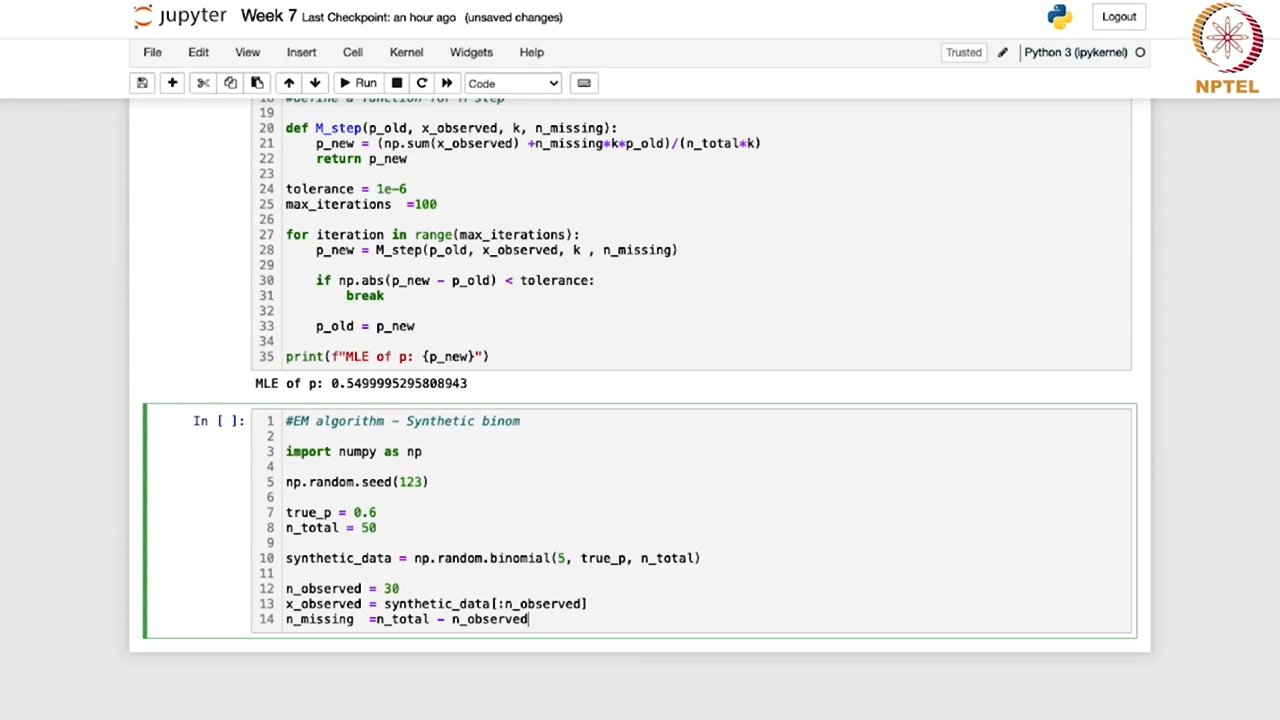 jupyter Week 7 Last Checkpoint: an hour ago (unsaved changes) Logout
NPTEL
File Edit View Insert Cell Kernel Widgets Help Trusted Python 3 (ipykernel)
Run Code
18 #define a function for M step
19
20 def M_step(p_old, x_observed, k, n_missing):
21 p_new = (np.sum(x_observed) +n_missing*k*p_old)/(n_total*k)
22 return p_new
23
24 tolerance = 1e-6
25 max_iterations =100
26
27 for iteration in range(max_iterations):
28 p_new = M_step(p_old, x_observed, k , n_missing)
29
30 if np.abs(p_new - p_old) < tolerance:
31 break
32
33 p_old = p_new
34
35 print(f"MLE of p: {p_new}")
MLE of p: 0.5499995295808943
In [ ]: 1 #EM algorithm - Synthetic binom
2
3 import numpy as np
4
5 np.random.seed(123)
6
7 true_p = 0.6
8 n_total = 50
9
10 synthetic_data = np.random.binomial(5, true_p, n_total)
11
12 n_observed = 30
13 x_observed = synthetic_data[:n_observed]
14 n_missing =n_total - n_observed